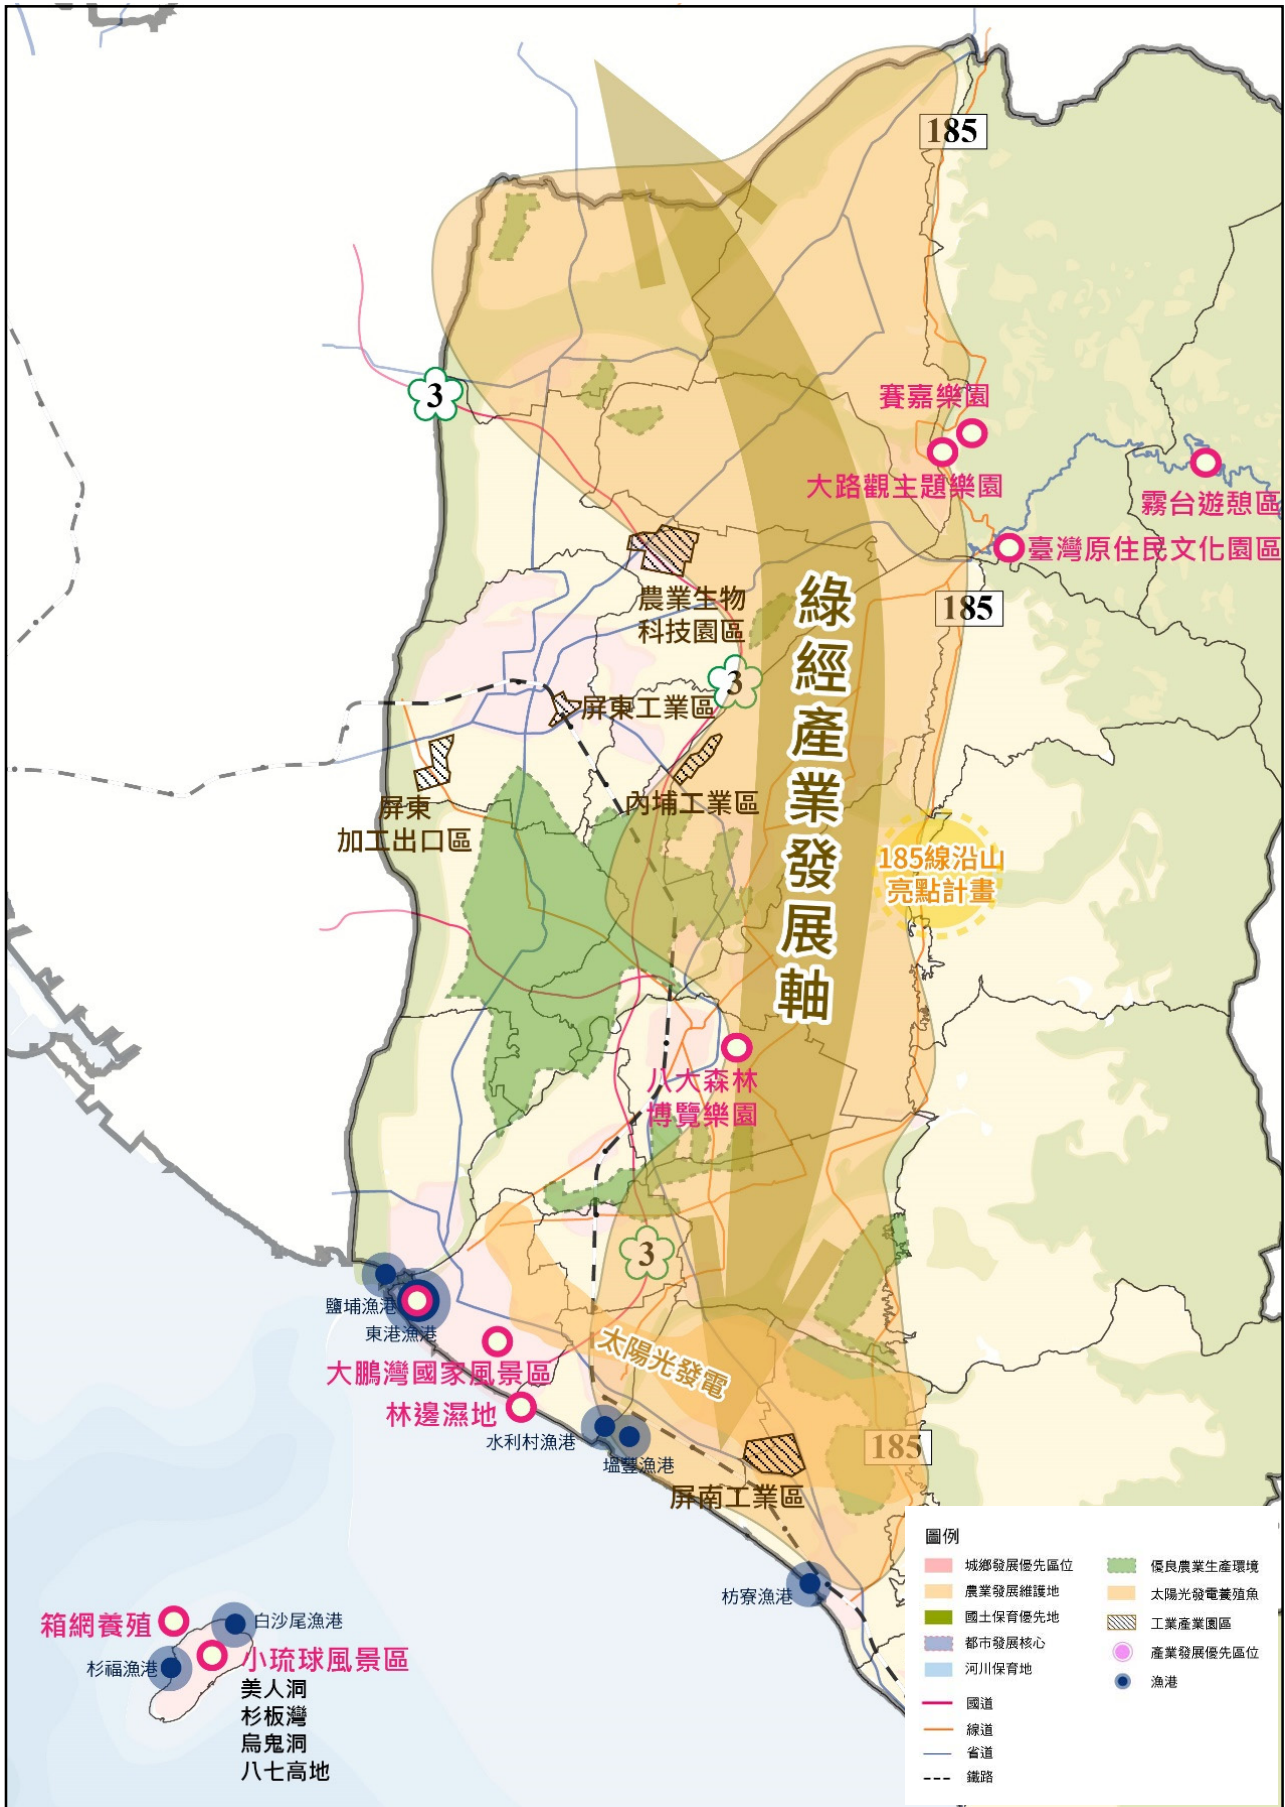 185
3
賽嘉樂園
大路觀主題樂園
霧台遊憩區
臺灣原住民文化園區
農業生物
科技園區
185
綠經產業發展軸
3
屏東工業區
內埔工業區
屏東
加工出口區
185線沿山
亮點計畫
八大森林
博覽樂園
3
鹽埔漁港
東港漁港
大鵬灣國家風景區
林邊濕地
太陽光發電
水利村漁港
塭豐漁港
185
屏南工業區
枋寮漁港
箱網養殖
白沙尾漁港
杉福漁港
小琉球風景區
美人洞
杉板灣
烏鬼洞
八七高地
圖例
城鄉發展優先區位
農業發展維護地
國土保育優先地
都市發展核心
河川保育地
國道
線道
省道
鐵路
優良農業生產環境
太陽光發電養殖魚
工業產業園區
產業發展優先區位
漁港